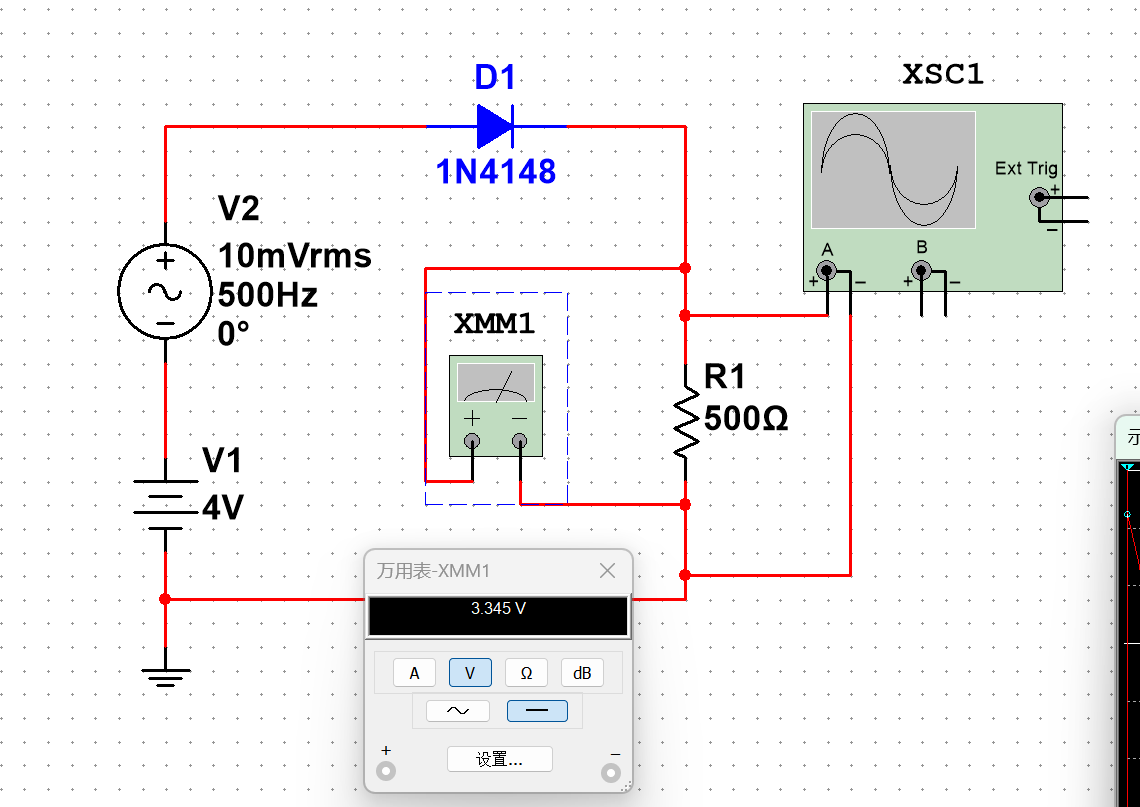 D1
1N4148
XSC1
Ext Trig
+
−
A
B
+
−
+
−
V2
10mVrms
500Hz
0°
+
−
XMM1
+
−
R1
500Ω
V1
4V
示
万用表-XMM1
3.345 V
A
V
Ω
dB
设置...
+
−